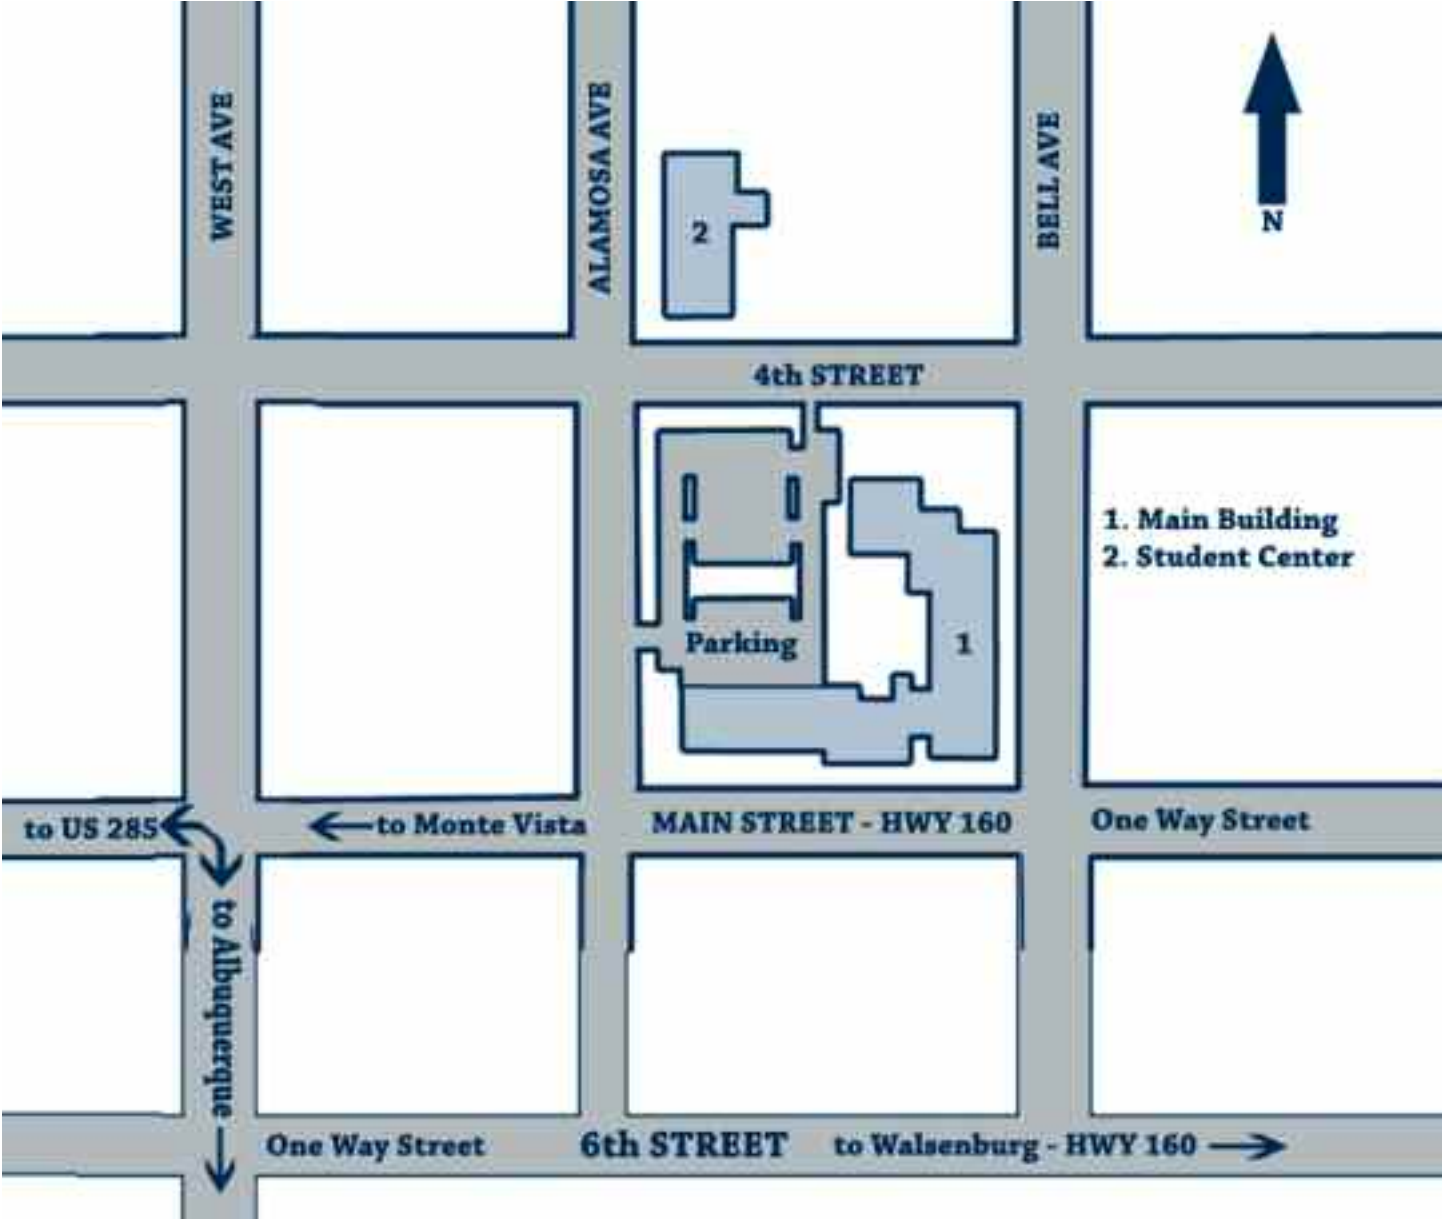 WEST AVE
ALAMOSA AVE
BELL AVE
N
2
4th STREET
1. Main Building
2. Student Center
Parking
1
to US 285
to Monte Vista
MAIN STREET - HWY 160
One Way Street
to Albuquerque
One Way Street
6th STREET
to Walsenburg - HWY 160